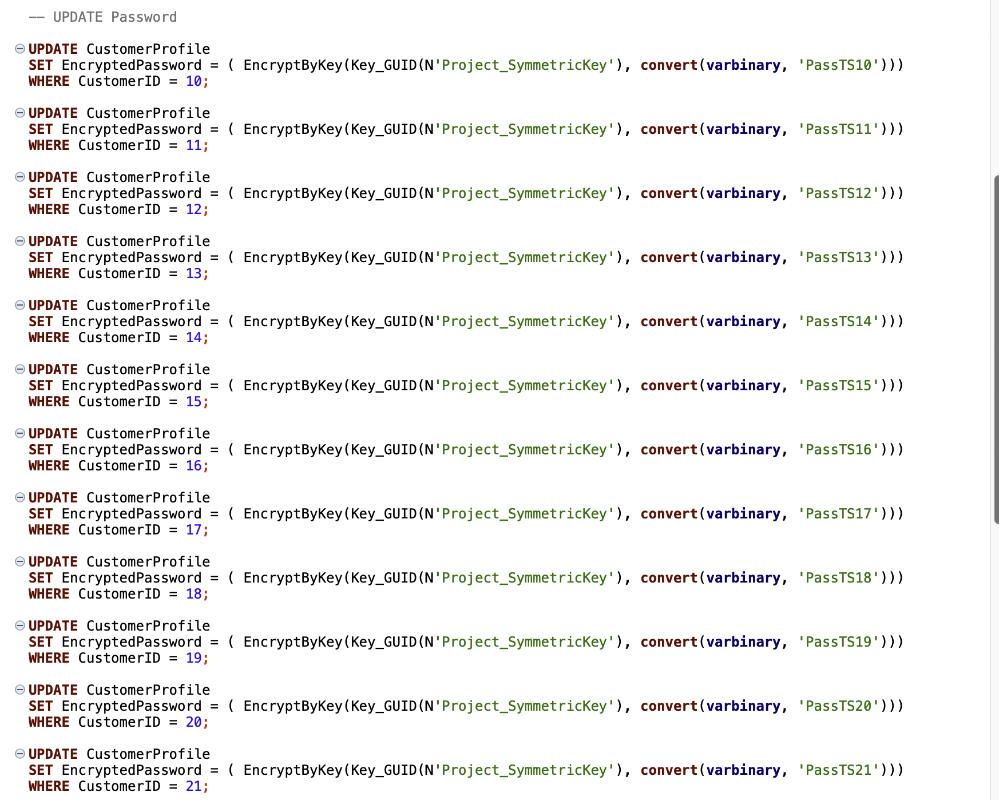 -- UPDATE Password
UPDATE CustomerProfile
SET EncryptedPassword = ( EncryptByKey(Key_GUID(N'Project_SymmetricKey'), convert(varbinary, 'PassTS10')))
WHERE CustomerID = 10;
UPDATE CustomerProfile
SET EncryptedPassword = ( EncryptByKey(Key_GUID(N'Project_SymmetricKey'), convert(varbinary, 'PassTS11')))
WHERE CustomerID = 11;
UPDATE CustomerProfile
SET EncryptedPassword = ( EncryptByKey(Key_GUID(N'Project_SymmetricKey'), convert(varbinary, 'PassTS12')))
WHERE CustomerID = 12;
UPDATE CustomerProfile
SET EncryptedPassword = ( EncryptByKey(Key_GUID(N'Project_SymmetricKey'), convert(varbinary, 'PassTS13')))
WHERE CustomerID = 13;
UPDATE CustomerProfile
SET EncryptedPassword = ( EncryptByKey(Key_GUID(N'Project_SymmetricKey'), convert(varbinary, 'PassTS14')))
WHERE CustomerID = 14;
UPDATE CustomerProfile
SET EncryptedPassword = ( EncryptByKey(Key_GUID(N'Project_SymmetricKey'), convert(varbinary, 'PassTS15')))
WHERE CustomerID = 15;
UPDATE CustomerProfile
SET EncryptedPassword = ( EncryptByKey(Key_GUID(N'Project_SymmetricKey'), convert(varbinary, 'PassTS16')))
WHERE CustomerID = 16;
UPDATE CustomerProfile
SET EncryptedPassword = ( EncryptByKey(Key_GUID(N'Project_SymmetricKey'), convert(varbinary, 'PassTS17')))
WHERE CustomerID = 17;
UPDATE CustomerProfile
SET EncryptedPassword = ( EncryptByKey(Key_GUID(N'Project_SymmetricKey'), convert(varbinary, 'PassTS18')))
WHERE CustomerID = 18;
UPDATE CustomerProfile
SET EncryptedPassword = ( EncryptByKey(Key_GUID(N'Project_SymmetricKey'), convert(varbinary, 'PassTS19')))
WHERE CustomerID = 19;
UPDATE CustomerProfile
SET EncryptedPassword = ( EncryptByKey(Key_GUID(N'Project_SymmetricKey'), convert(varbinary, 'PassTS20')))
WHERE CustomerID = 20;
UPDATE CustomerProfile
SET EncryptedPassword = ( EncryptByKey(Key_GUID(N'Project_SymmetricKey'), convert(varbinary, 'PassTS21')))
WHERE CustomerID = 21;